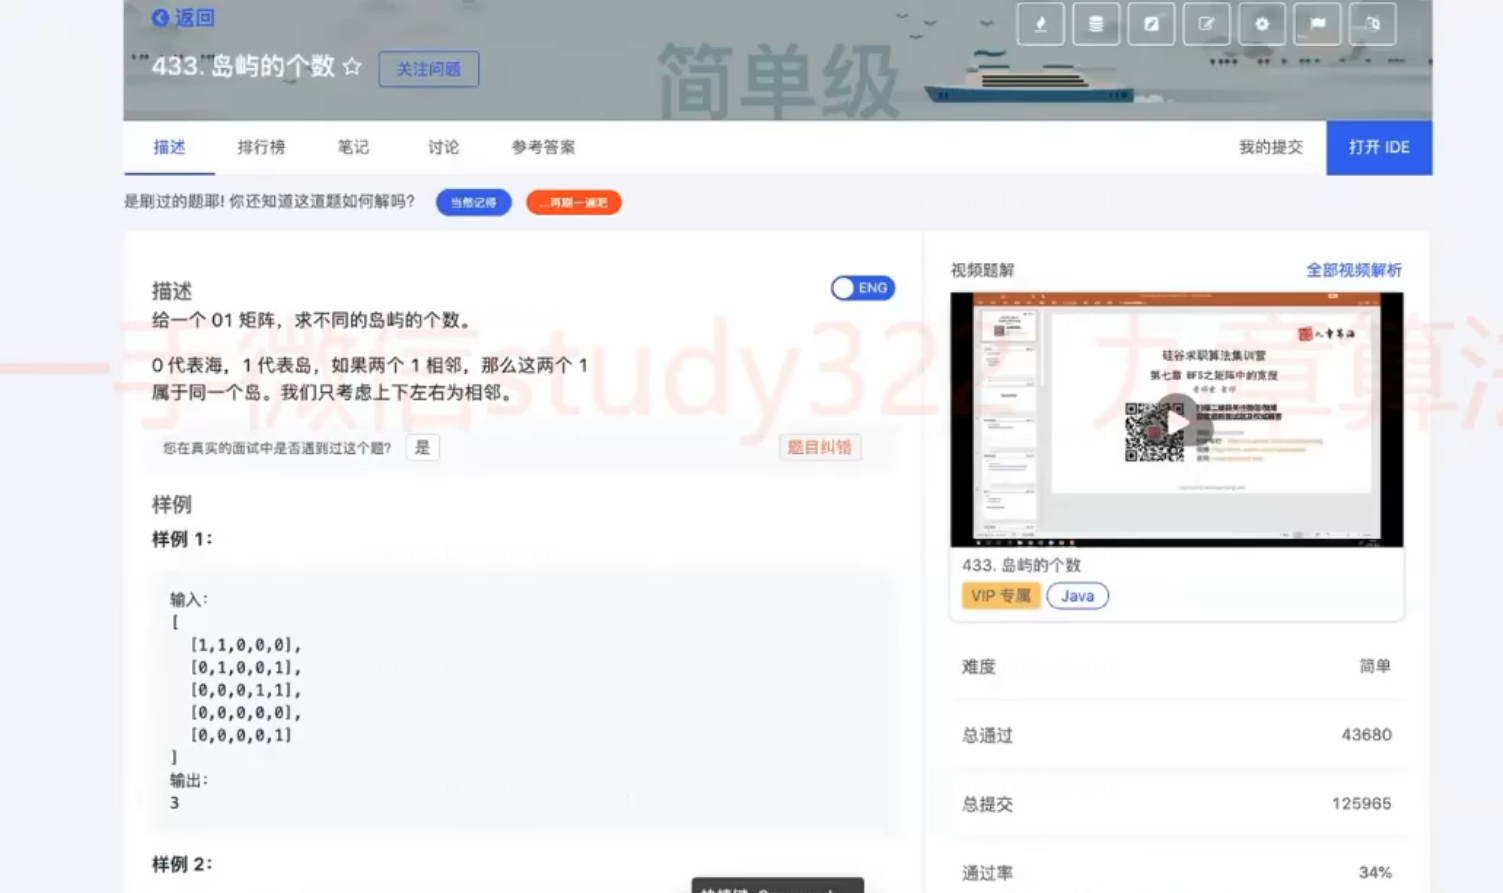 返回
433. 岛屿的个数
关注问题
简单级
描述
排行榜
笔记
讨论
参考答案
我的提交
打开 IDE
是刷过的题耶! 你还知道这道题如何解吗?
当然记得
...再刷一遍吧
描述
ENG
给一个 01 矩阵，求不同的岛屿的个数。
0 代表海，1 代表岛，如果两个 1 相邻，那么这两个 1
属于同一个岛。我们只考虑上下左右为相邻。
一手微信study322 九章算法
您在真实的面试中是否遇到过这个题?
是
题目纠错
样例
样例 1:
输入:
[
[1,1,0,0,0],
[0,1,0,0,1],
[0,0,0,1,1],
[0,0,0,0,0],
[0,0,0,0,1]
]
输出:
3
样例 2:
视频题解
全部视频解析
九章算法
硅谷求职算法集训营
第七章 BFS之矩阵中的宽搜
433. 岛屿的个数
VIP 专属
Java
难度
简单
总通过
43680
总提交
125965
通过率
34%